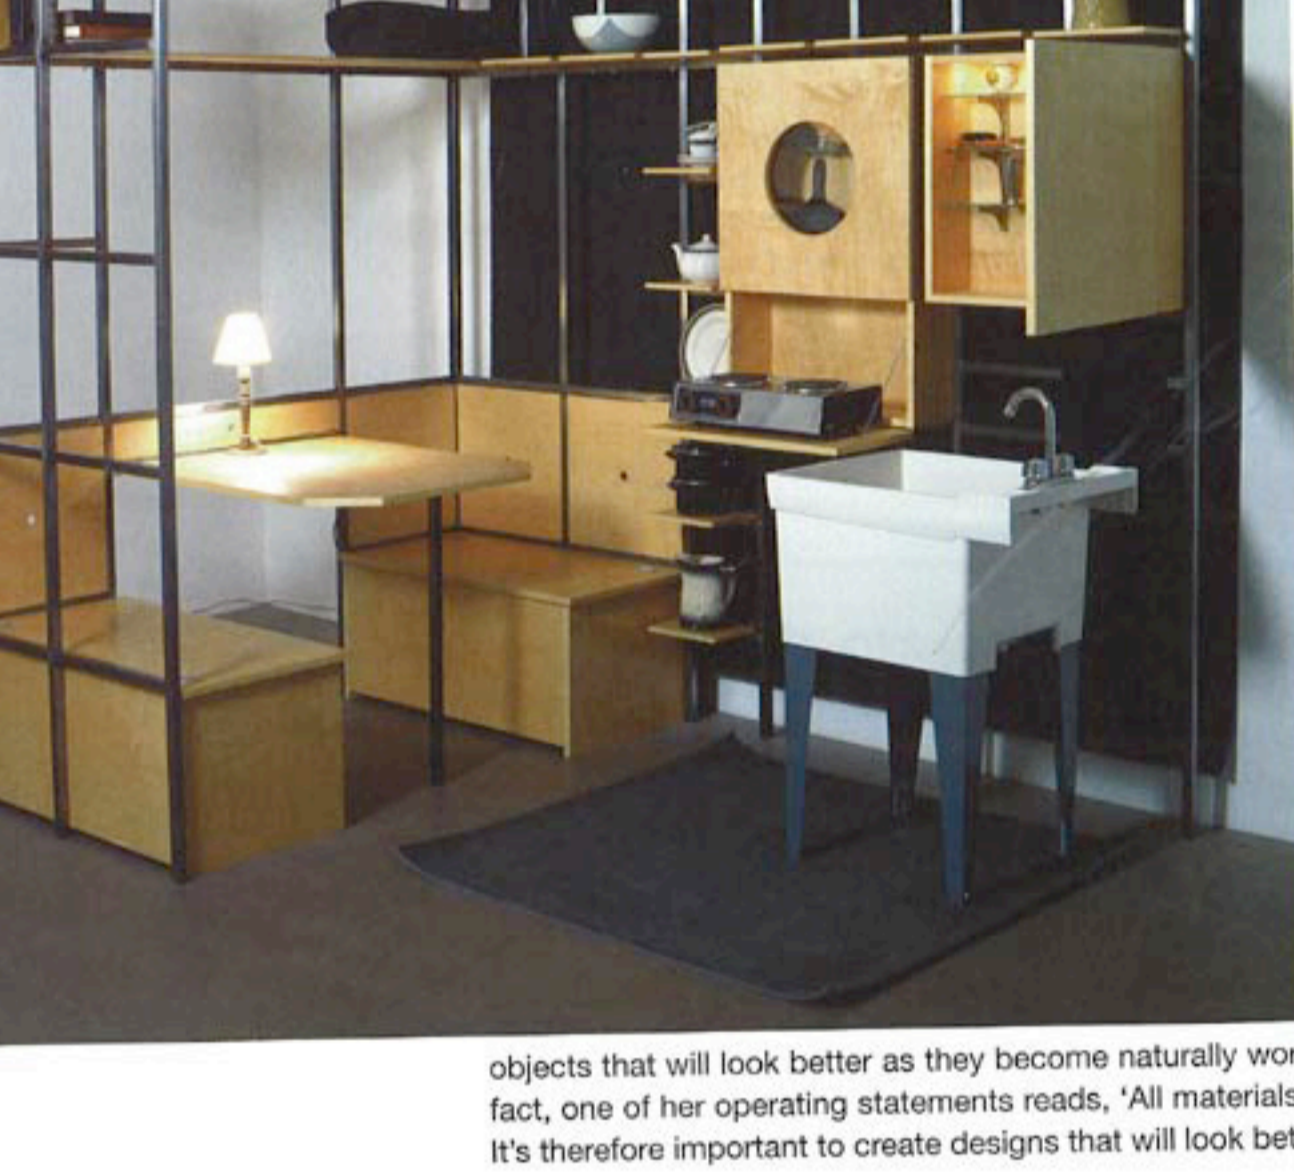 objects that will look better as they become naturally
fact, one of her operating statements reads, ‘All materials
It's therefore important to create designs that will look